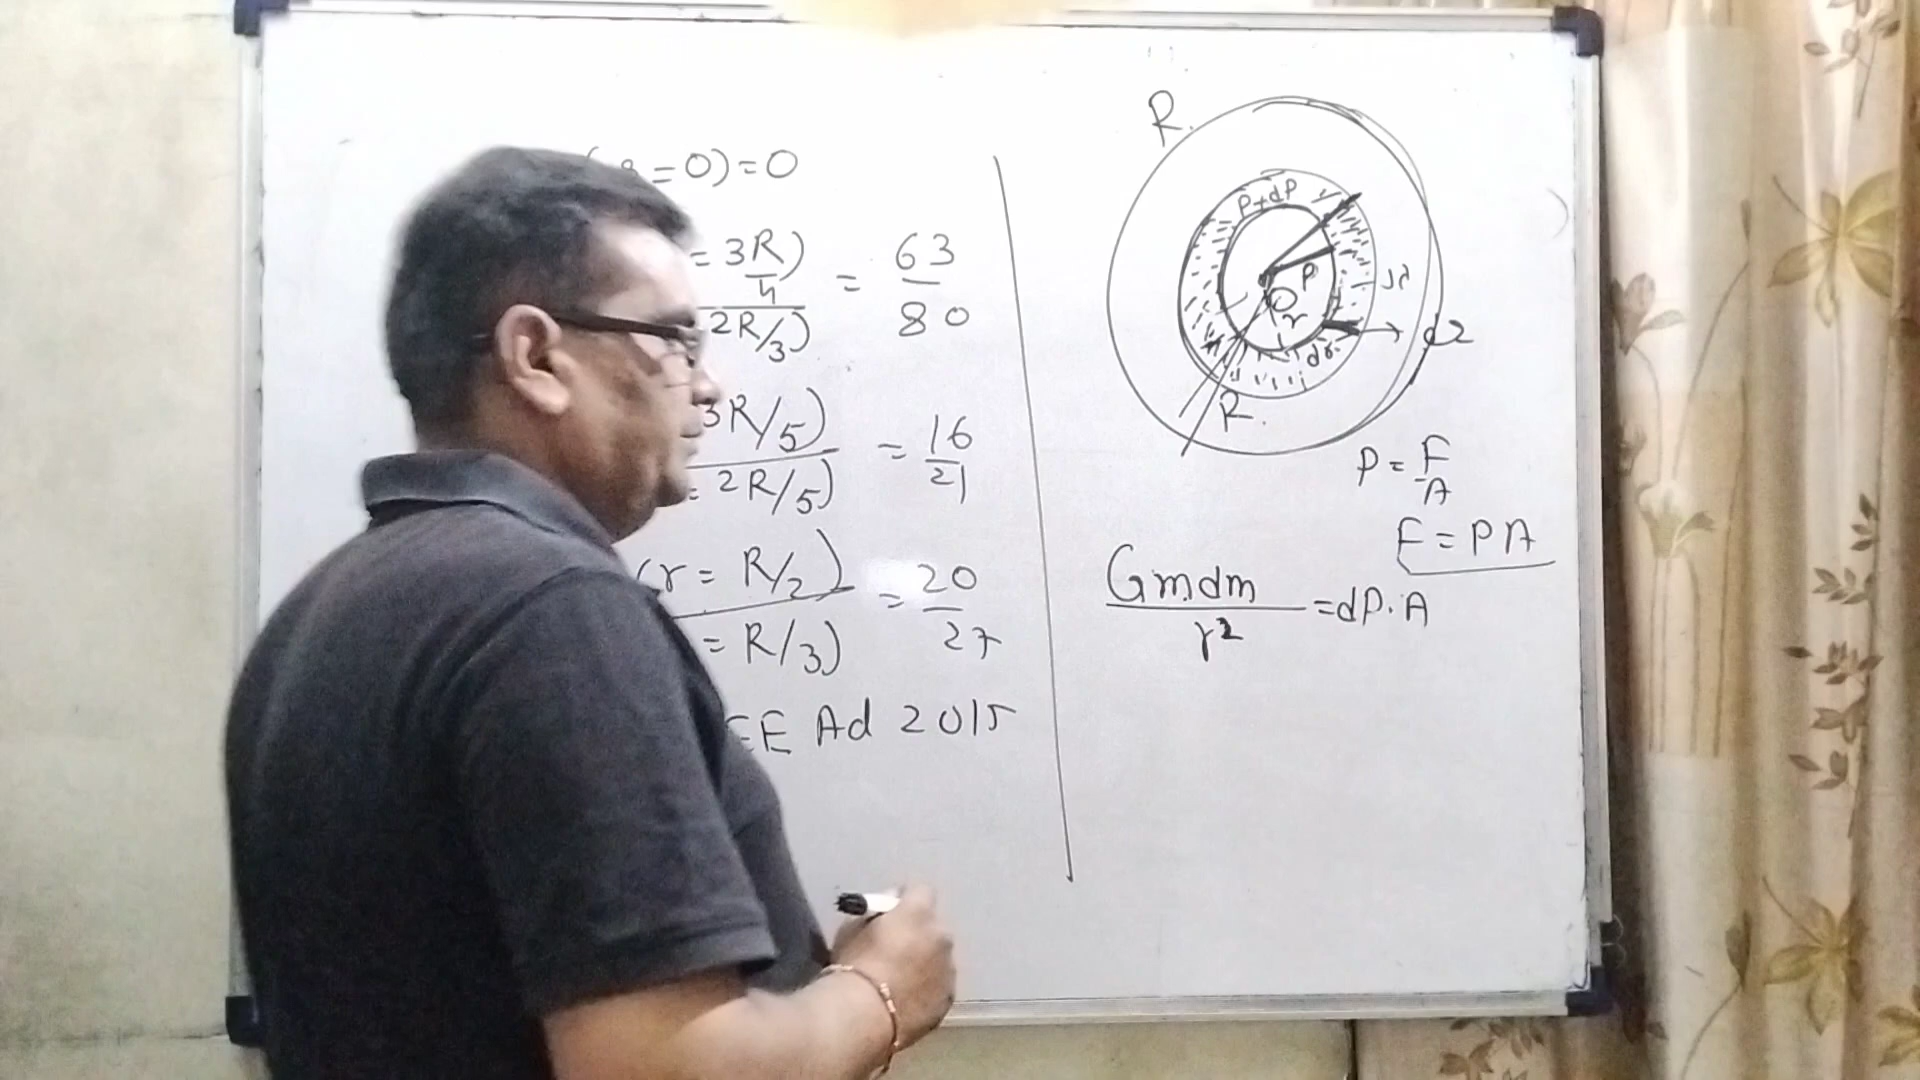 = 0) = 0
= 3R/4) / 2R/3) = 63/80
3R/5) / = 2R/5) = 16/21
(r = R/2) / = R/3) = 20/27
EE Ad 2015
R.
P+dP
P
O
r
dr
dr
R.
P = F/A
F = PA
Gmdm/r² = dP.A